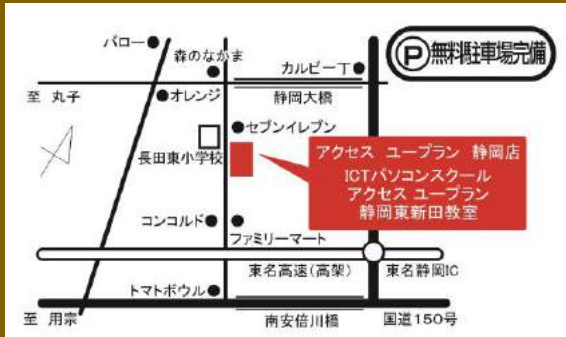 バロー
森のなかま
カルビー丁
Ⓟ無料駐車場完備
至 丸子
オレンジ
静岡大橋
セブンイレブン
長田東小学校
アクセス ユープラン 静岡店
ICTパソコンスクール
アクセス ユープラン
静岡東新田教室
コンコルド
ファミリーマート
東名高速(高架)
東名静岡IC
トマトボウル
至 用宗
南安倍川橋
国道150号